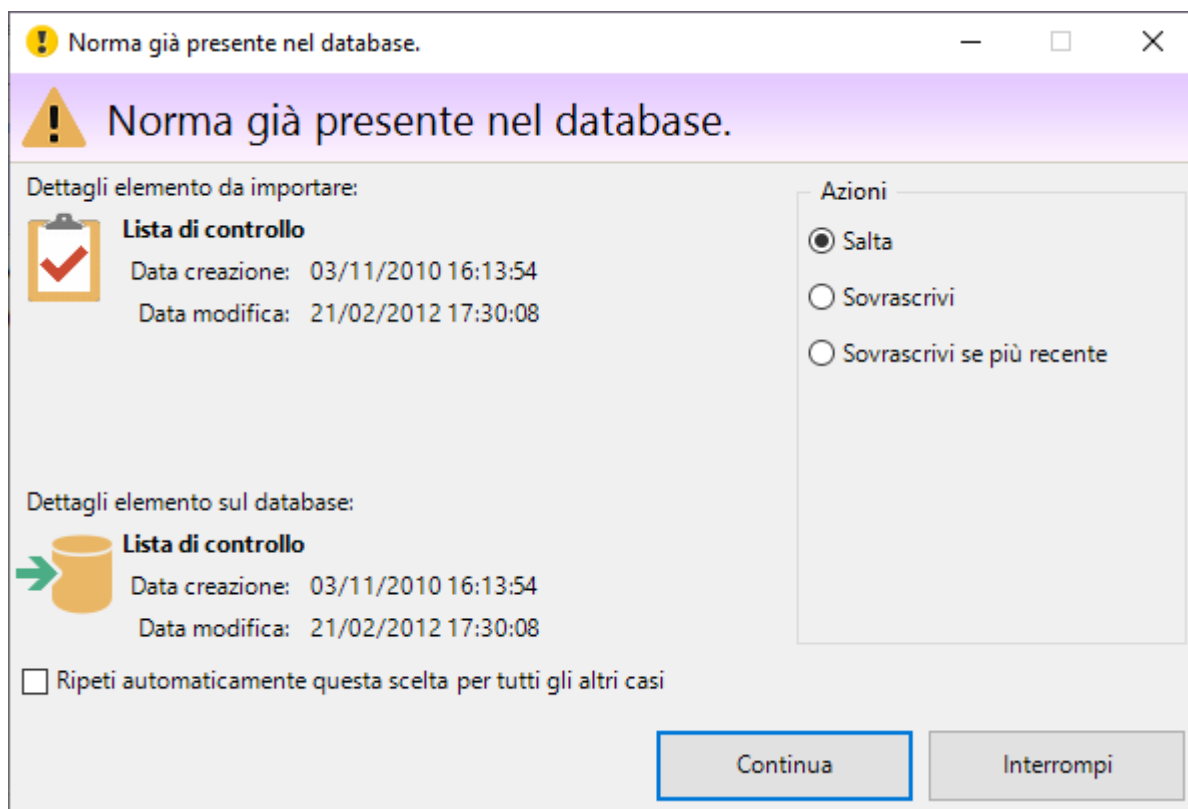 Norma già presente nel database.
Norma già presente nel database.
Dettagli elemento da importare:
Lista di controllo
Data creazione: 03/11/2010 16:13:54
Data modifica: 21/02/2012 17:30:08
Azioni
Salta
Sovrascrivi
Sovrascrivi se più recente
Dettagli elemento sul database:
Lista di controllo
Data creazione: 03/11/2010 16:13:54
Data modifica: 21/02/2012 17:30:08
Ripeti automaticamente questa scelta per tutti gli altri casi
Continua
Interrompi